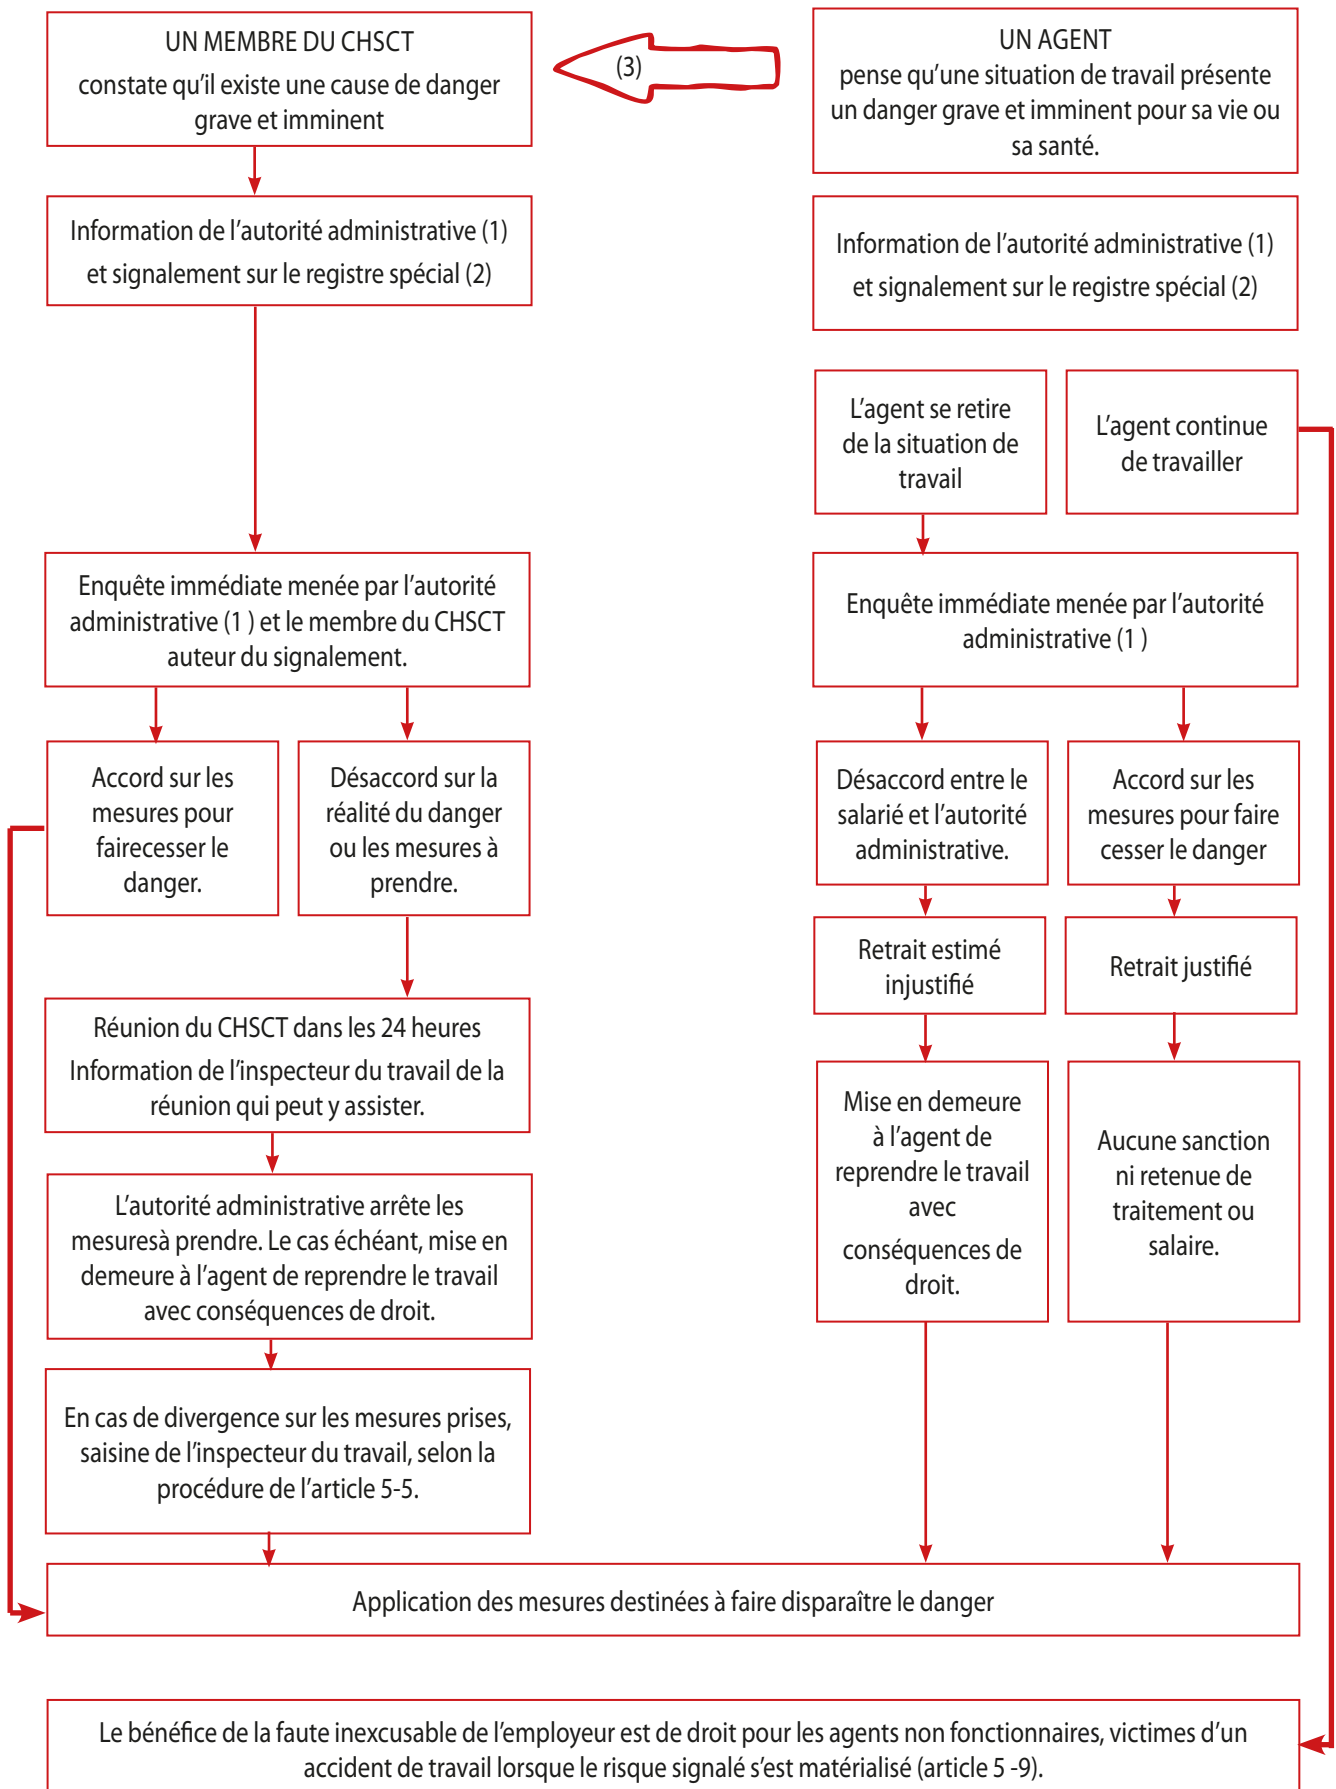 UN MEMBRE DU CHSCT
constate qu'il existe une cause de danger
grave et imminent
(3)
UN AGENT
pense qu'une situation de travail présente
un danger grave et imminent pour sa vie ou
sa santé.
Information de l'autorité administrative (1)
et signalement sur le registre spécial (2)
Information de l'autorité administrative (1)
et signalement sur le registre spécial (2)
L'agent se retire
de la situation de
travail
L'agent continue
de travailler
Enquête immédiate menée par l'autorité
administrative (1 ) et le membre du CHSCT
auteur du signalement.
Enquête immédiate menée par l'autorité
administrative (1 )
Accord sur les
mesures pour
fairecesser le
danger.
Désaccord sur la
réalité du danger
ou les mesures à
prendre.
Désaccord entre le
salarié et l'autorité
administrative.
Accord sur les
mesures pour faire
cesser le danger
Retrait estimé
injustifié
Retrait justifié
Réunion du CHSCT dans les 24 heures
Information de l'inspecteur du travail de la
réunion qui peut y assister.
Mise en demeure
à l'agent de
reprendre le travail
avec
conséquences de
droit.
Aucune sanction
ni retenue de
traitement ou
salaire.
L'autorité administrative arrête les
mesuresà prendre. Le cas échéant, mise en
demeure à l'agent de reprendre le travail
avec conséquences de droit.
En cas de divergence sur les mesures prises,
saisine de l'inspecteur du travail, selon la
procédure de l'article 5-5.
Application des mesures destinées à faire disparaître le danger
Le bénéfice de la faute inexcusable de l'employeur est de droit pour les agents non fonctionnaires, victimes d'un
accident de travail lorsque le risque signalé s'est matérialisé (article 5 -9).